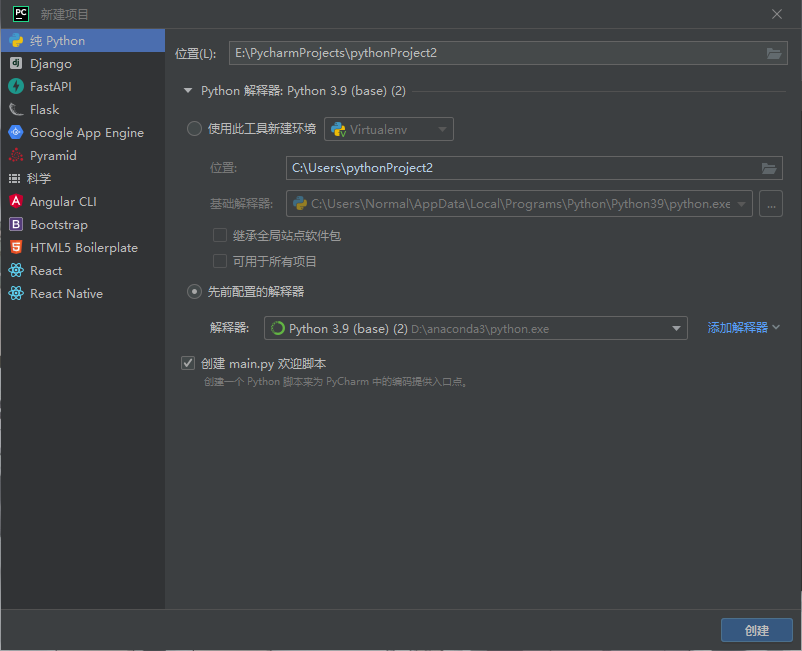 PC 新建项目
纯 Python
dj Django
FastAPI
Flask
Google App Engine
Pyramid
科学
A Angular CLI
B Bootstrap
5 HTML5 Boilerplate
React
React Native
位置(L): E:\PycharmProjects\pythonProject2
Python 解释器: Python 3.9 (base) (2)
使用此工具新建环境 Virtualenv
位置: C:\Users\pythonProject2
基础解释器: C:\Users\Normal\AppData\Local\Programs\Python\Python39\python.exe ...
继承全局站点软件包
可用于所有项目
先前配置的解释器
解释器: Python 3.9 (base) (2) D:\anaconda3\python.exe 添加解释器
创建 main.py 欢迎脚本
创建一个 Python 脚本来为 PyCharm 中的编码提供入口点。
创建